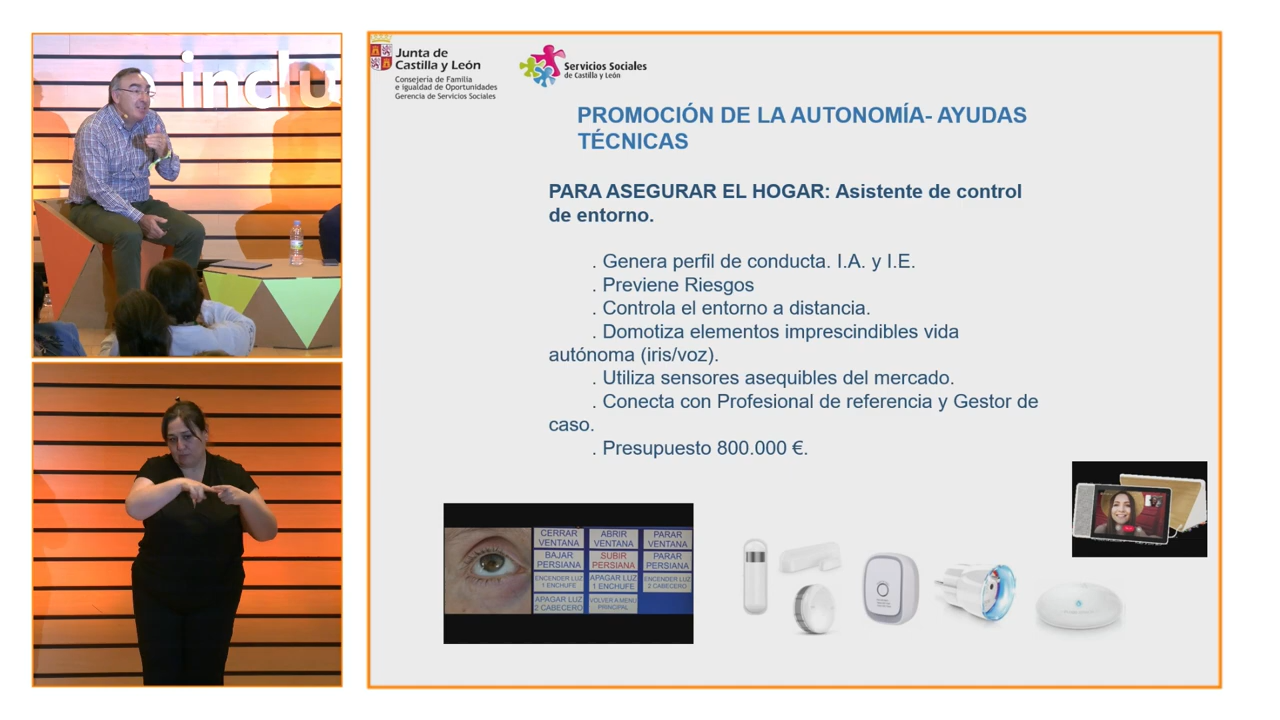 inclu
Junta de
Castilla y León
Consejería de Familia
e Igualdad de Oportunidades
Gerencia de Servicios Sociales
Servicios Sociales
de Castilla y León
PROMOCIÓN DE LA AUTONOMÍA- AYUDAS
TÉCNICAS
PARA ASEGURAR EL HOGAR: Asistente de control
de entorno.
. Genera perfil de conducta. I.A. y I.E.
. Previene Riesgos
. Controla el entorno a distancia.
. Domotiza elementos imprescindibles vida
autónoma (iris/voz).
. Utiliza sensores asequibles del mercado.
. Conecta con Profesional de referencia y Gestor de
caso.
. Presupuesto 800.000 €.
CERRAR VENTANA ABRIR VENTANA PARAR VENTANA
BAJAR PERSIANA SUBIR PERSIANA PARAR PERSIANA
ENCENDER LUZ 1 ENCHUFE APAGAR LUZ 1 ENCHUFE ENCENDER LUZ 2 CABECERO
APAGAR LUZ 2 CABECERO VOLVER A MENU PRINCIPAL